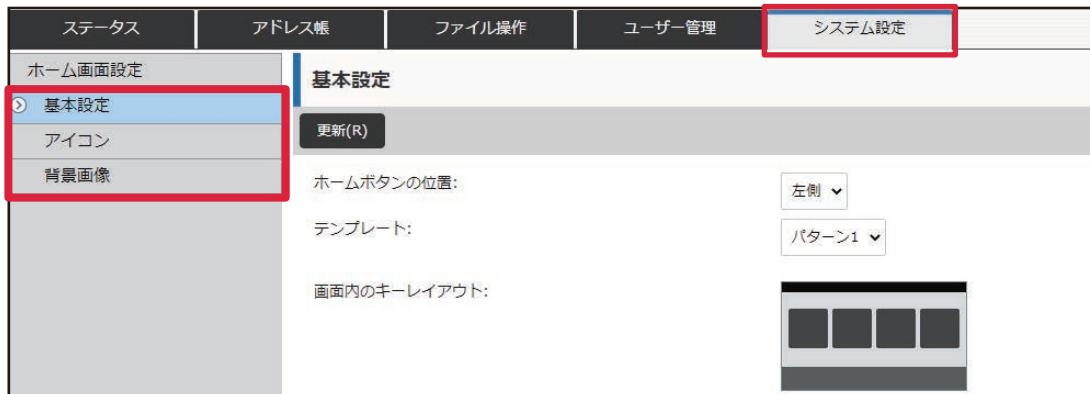 ステータス
アドレス帳
ファイル操作
ユーザー管理
システム設定
ホーム画面設定
基本設定
アイコン
背景画像
基本設定
更新(R)
ホームボタンの位置:
左側
テンプレート:
パターン1
画面内のキーレイアウト: